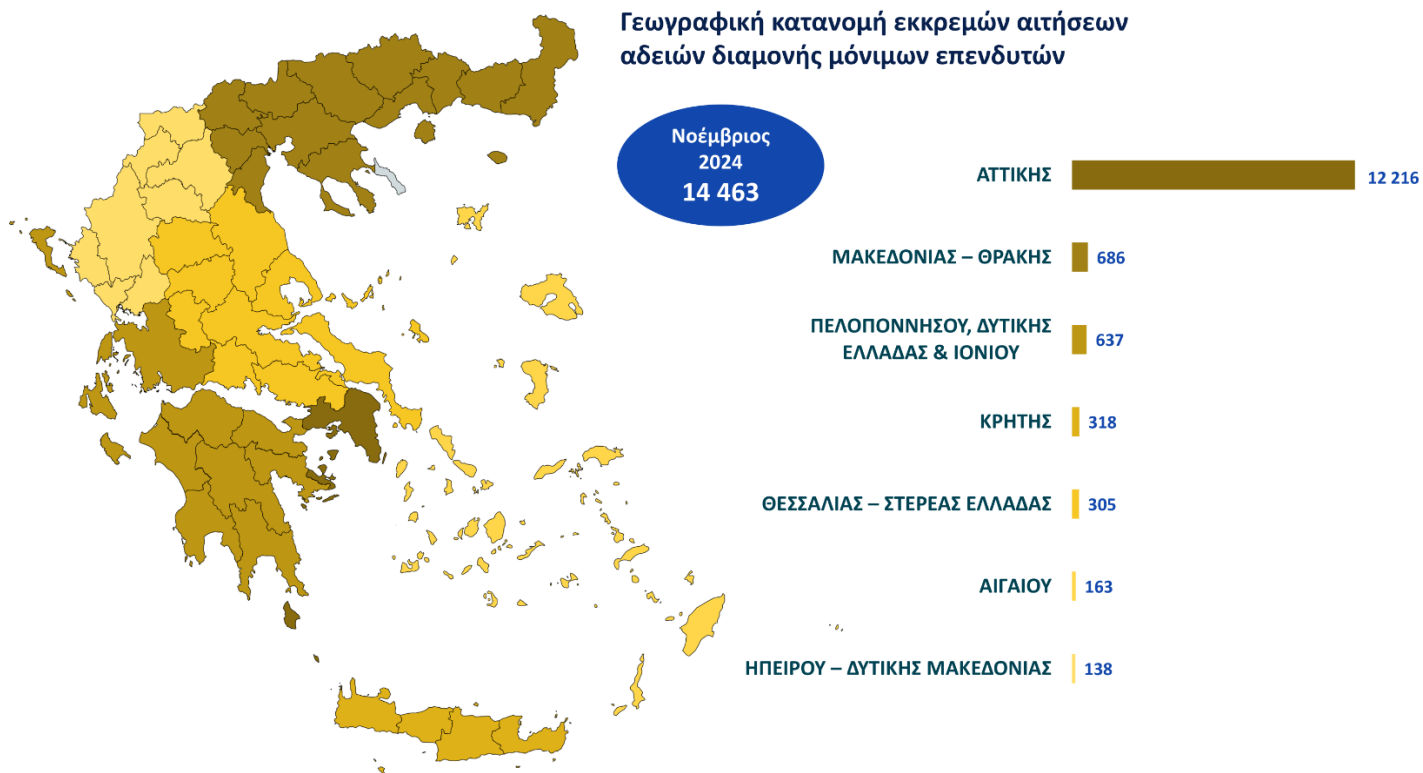 Γεωγραφική κατανομή εκκρεμών αιτήσεων
αδειών διαμονής μόνιμων επενδυτών
Νοέμβριος
2024
14 463
ΑΤΤΙΚΗΣ
12 216
ΜΑΚΕΔΟΝΙΑΣ – ΘΡΑΚΗΣ
686
ΠΕΛΟΠΟΝΝΗΣΟΥ, ΔΥΤΙΚΗΣ
ΕΛΛΑΔΑΣ & ΙΟΝΙΟΥ
637
ΚΡΗΤΗΣ
318
ΘΕΣΣΑΛΙΑΣ – ΣΤΕΡΕΑΣ ΕΛΛΑΔΑΣ
305
ΑΙΓΑΙΟΥ
163
ΗΠΕΙΡΟΥ – ΔΥΤΙΚΗΣ ΜΑΚΕΔΟΝΙΑΣ
138